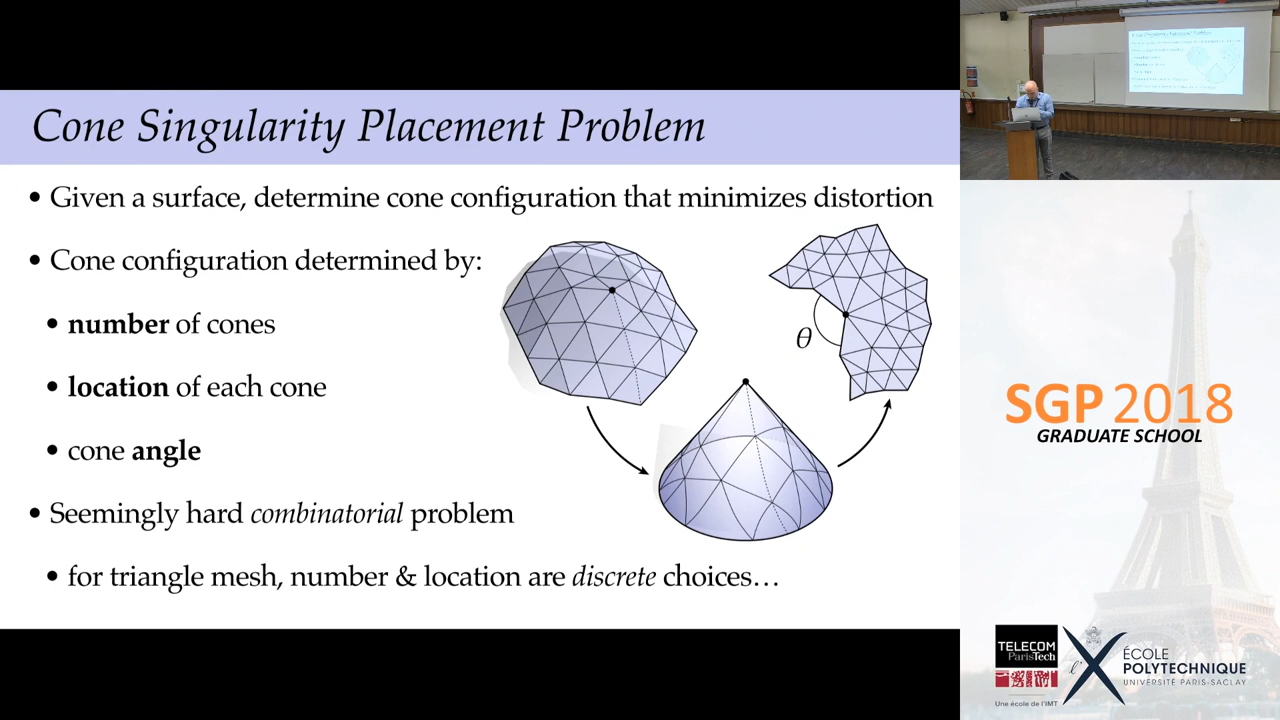 Cone Singularity Placement Problem
• Given a surface, determine cone configuration that minimizes distortion
• Cone configuration determined by:
• number of cones
• location of each cone
• cone angle
• Seemingly hard combinatorial problem
• for triangle mesh, number & location are discrete choices…
θ
SGP 2018
GRADUATE SCHOOL
TELECOM
ParisTech
Une école de l'IMT
l'X
ÉCOLE
POLYTECHNIQUE
UNIVERSITÉ PARIS-SACLAY